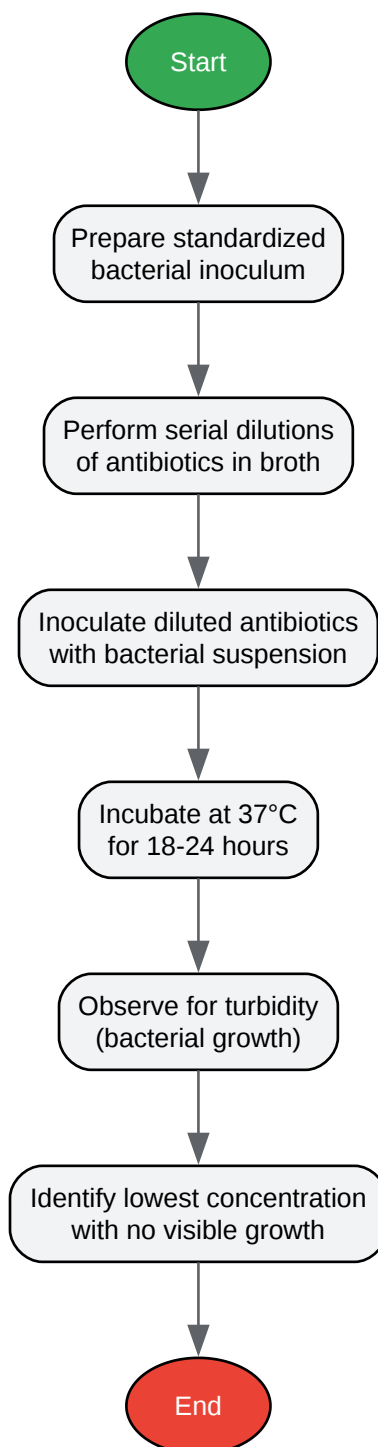 Start
Prepare standardized
bacterial inoculum
Perform serial dilutions
of antibiotics in broth
Inoculate diluted antibiotics
with bacterial suspension
Incubate at 37°C
for 18-24 hours
Observe for turbidity
(bacterial growth)
Identify lowest concentration
with no visible growth
End